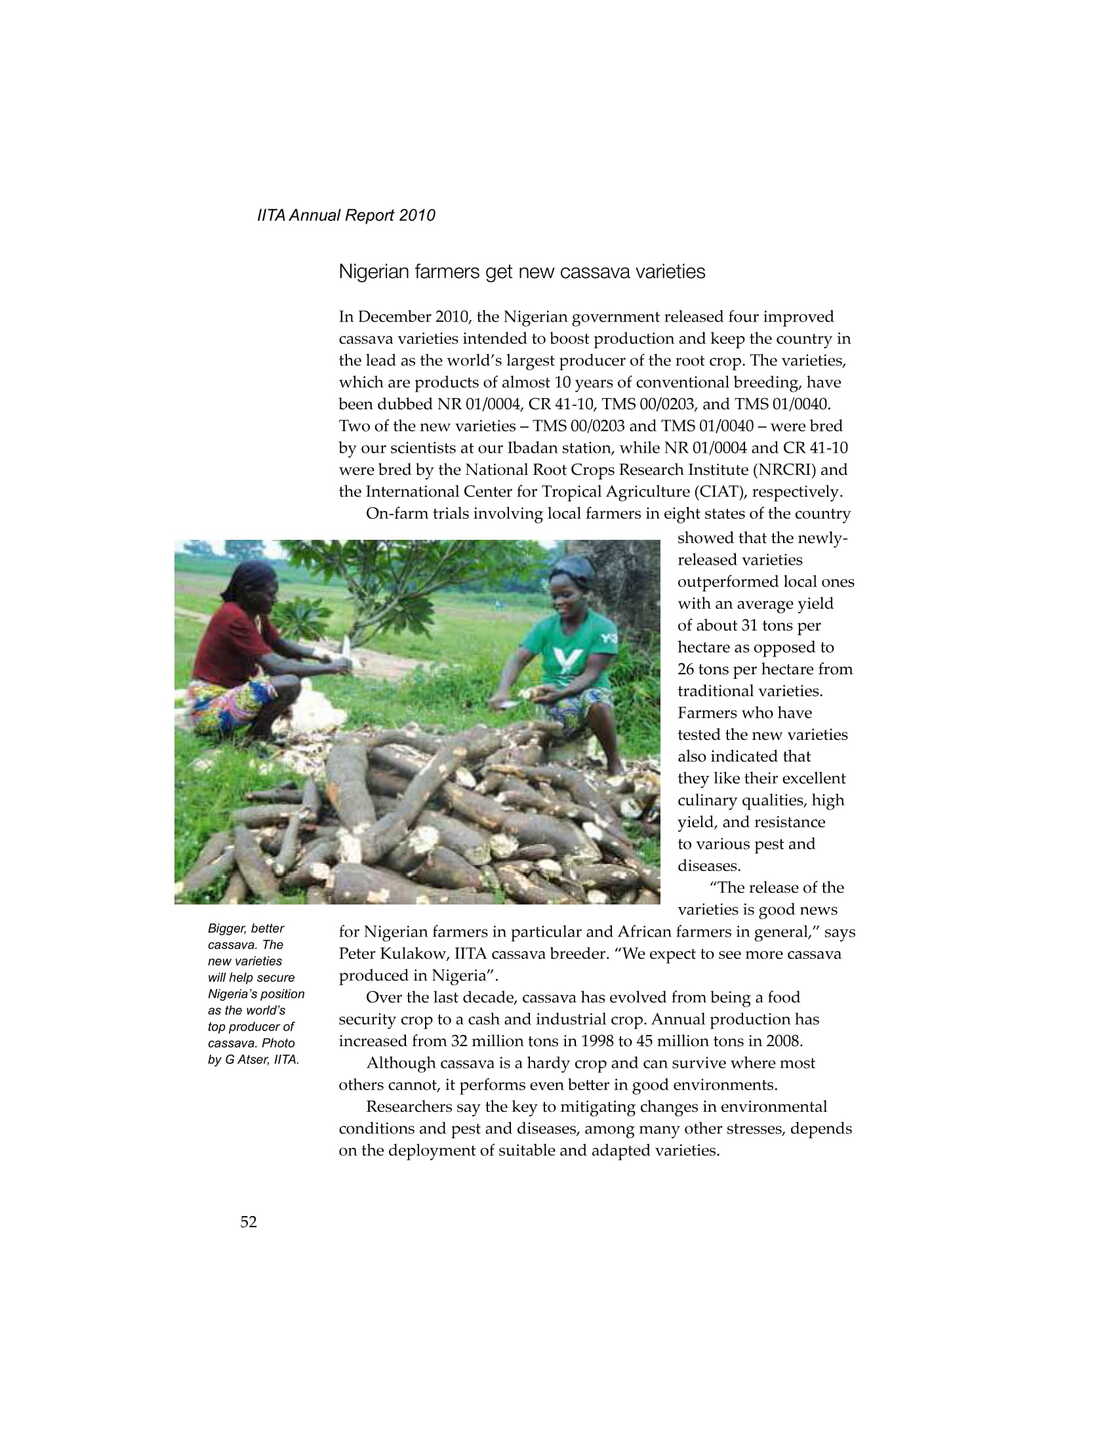 IITA Annual Report 2010
Nigerian farmers get new cassava varieties
In December 2010, the Nigerian government released four improved
cassava varieties intended to boost production and keep the country in
the lead as the world's largest producer of the root crop. The varieties,
which are products of almost 10 years of conventional breeding, have
been dubbed NR 01/0004, CR 41-10, TMS 00/0203, and TMS 01/0040.
Two of the new varieties – TMS 00/0203 and TMS 01/0040 – were bred
by our scientists at our Ibadan station, while NR 01/0004 and CR 41-10
were bred by the National Root Crops Research Institute (NRCRI) and
the International Center for Tropical Agriculture (CIAT), respectively.
On-farm trials involving local farmers in eight states of the country
showed that the newly-
released varieties
outperformed local ones
with an average yield
of about 31 tons per
hectare as opposed to
26 tons per hectare from
traditional varieties.
Farmers who have
tested the new varieties
also indicated that
they like their excellent
culinary qualities, high
yield, and resistance
to various pest and
diseases.
“The release of the
varieties is good news
for Nigerian farmers in particular and African farmers in general,” says
Peter Kulakow, IITA cassava breeder. “We expect to see more cassava
produced in Nigeria”.
Over the last decade, cassava has evolved from being a food
security crop to a cash and industrial crop. Annual production has
increased from 32 million tons in 1998 to 45 million tons in 2008.
Although cassava is a hardy crop and can survive where most
others cannot, it performs even better in good environments.
Researchers say the key to mitigating changes in environmental
conditions and pest and diseases, among many other stresses, depends
on the deployment of suitable and adapted varieties.
Bigger, better
cassava. The
new varieties
will help secure
Nigeria's position
as the world's
top producer of
cassava. Photo
by G Atser, IITA.
52